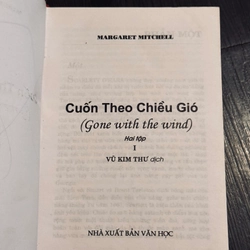 MARGARET MITCHELL
Cuốn Theo Chiều Gió
(Gone with the wind)
Hai tập
I
VŨ KIM THƯ dịch
NHÀ XUẤT BẢN VĂN HỌC